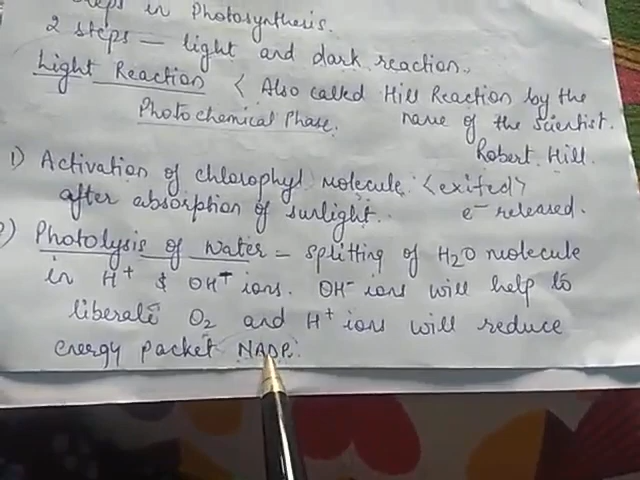 steps in Photosynthesis.
2 steps — light and dark reaction.
Light Reaction < Also called Hill Reaction by the
Photochemical Phase. name of the scientist.
Robert Hill.
1) Activation of chlorophyl molecule <exited>
after absorption of sunlight. e⁻ released.
2) Photolysis of water = splitting of H2O molecule
in H⁺ & OH⁻ ions. OH⁻ ions will help to
liberate O2 and H⁺ ions will reduce
energy packet NADP.